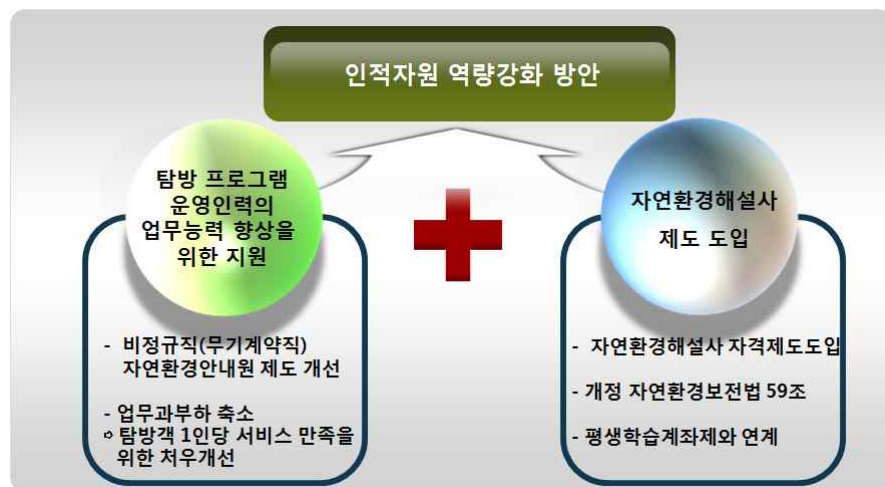 인적자원 역량강화 방안
탐방 프로그램
운영인력의
업무능력 향상을
위한 지원
- 비정규직(무기계약직)
자연환경안내원 제도 개선
- 업무과부하 축소
⇨ 탐방객 1인당 서비스 만족을
위한 처우개선
자연환경해설사
제도 도입
- 자연환경해설사 자격제도도입
- 개정 자연환경보전법 59조
- 평생학습계좌제와 연계